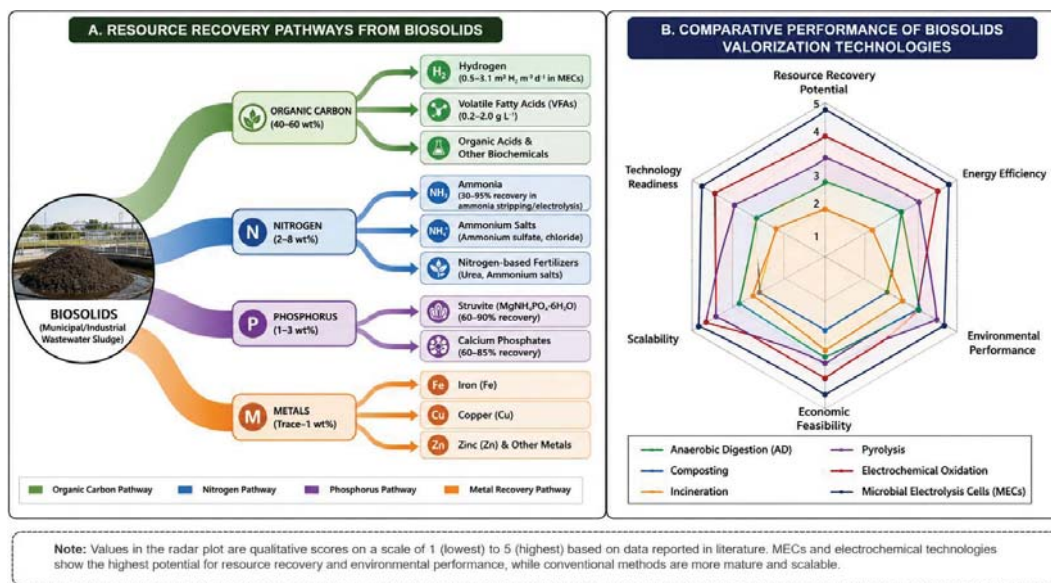 A. RESOURCE RECOVERY PATHWAYS FROM BIOSOLIDS
BIOSOLIDS
(Municipal/Industrial
Wastewater Sludge)
ORGANIC CARBON
(40–60 wt%)
H₂
Hydrogen
(0.5–3.1 m³ H₂ m⁻³ d⁻¹ in MECs)
Volatile Fatty Acids (VFAs)
(0.2–2.0 g L⁻¹)
Organic Acids &
Other Biochemicals
N
NITROGEN
(2–8 wt%)
NH₃
Ammonia
(30–95% recovery in
ammonia stripping/electrolysis)
NH₄⁺
Ammonium Salts
(Ammonium sulfate, chloride)
Nitrogen-based Fertilizers
(Urea, Ammonium salts)
P
PHOSPHORUS
(1–3 wt%)
Struvite (MgNH₄PO₄·6H₂O)
(60–90% recovery)
Calcium Phosphates
(60–85% recovery)
M
METALS
(Trace–1 wt%)
Fe
Iron (Fe)
Cu
Copper (Cu)
Zn
Zinc (Zn) & Other Metals
Organic Carbon Pathway
Nitrogen Pathway
Phosphorus Pathway
Metal Recovery Pathway
B. COMPARATIVE PERFORMANCE OF BIOSOLIDS
VALORIZATION TECHNOLOGIES
Resource Recovery
Potential
5
4
3
2
1
Energy Efficiency
Environmental
Performance
Economic
Feasibility
Scalability
Technology
Readiness
Anaerobic Digestion (AD)
Composting
Incineration
Pyrolysis
Electrochemical Oxidation
Microbial Electrolysis Cells (MECs)
Note: Values in the radar plot are qualitative scores on a scale of 1 (lowest) to 5 (highest) based on data reported in literature. MECs and electrochemical technologies
show the highest potential for resource recovery and environmental performance, while conventional methods are more mature and scalable.